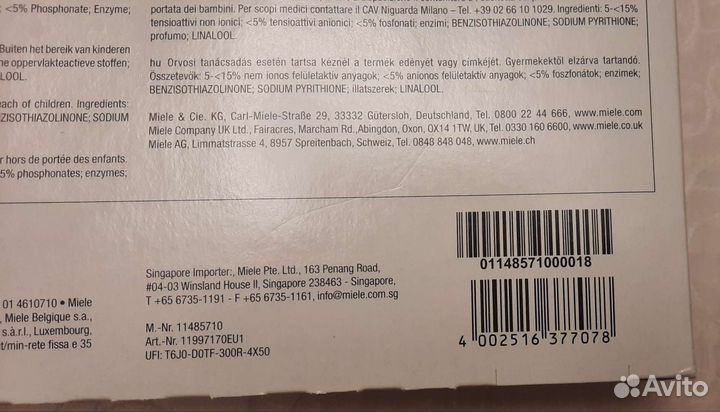 <5% Phosphonate; Enzyme;
Buiten het bereik van kinderen
ne oppervlakteactieve stoffen;
LOOL.
each of children. Ingredients:
ZISOTHIAZOLINONE; SODIUM
r hors de portée des enfants.
5% phosphonates; enzymes;
portata dei bambini. Per scopi medici contattare il CAV Niguarda Milano – Tel. +39 02 66 10 1029. Ingredienti: 5-<15%
tensioattivi non ionici; <5% tensioattivi anionici; <5% fosfonati; enzimi; BENZISOTHIAZOLINONE; SODIUM PYRITHIONE;
profumo; LINALOOL.
hu Orvosi tanácsadás esetén tartsa kéznél a termék edényét vagy címkéjét. Gyermekektől elzárva tartandó.
Összetevők: 5-<15% nem ionos felületaktív anyagok; <5% anionos felületaktív anyagok; <5% foszfonátok; enzimek;
BENZISOTHIAZOLINONE; SODIUM PYRITHIONE; illatszerek; LINALOOL.
Miele & Cie. KG, Carl-Miele-Straße 29, 33332 Gütersloh, Deutschland, Tel. 0800 22 44 666, www.miele.com
Miele Company UK Ltd., Fairacres, Marcham Rd.,Abingdon, Oxon, OX14 1TW, UK, Tel. 0330 160 6600, www.miele.co.uk
Miele AG, Limmatstrasse 4, 8957 Spreitenbach, Schweiz, Tel. 0848 848 048, www.miele.ch
01 4610710 • Miele
, Miele Belgique s.a.,
s.à.r.l., Luxembourg,
t/min-rete fissa e 35
Singapore Importer:, Miele Pte. Ltd., 163 Penang Road,
#04-03 Winsland House II, Singapore 238463 - Singapore,
T +65 6735-1191 - F +65 6735-1161, info@miele.com.sg
M.-Nr. 11485710
Art.-Nr. 11997170EU1
UFI: T6J0-D0TF-300R-4X50
01148571000018
4 002516 377078
Avito